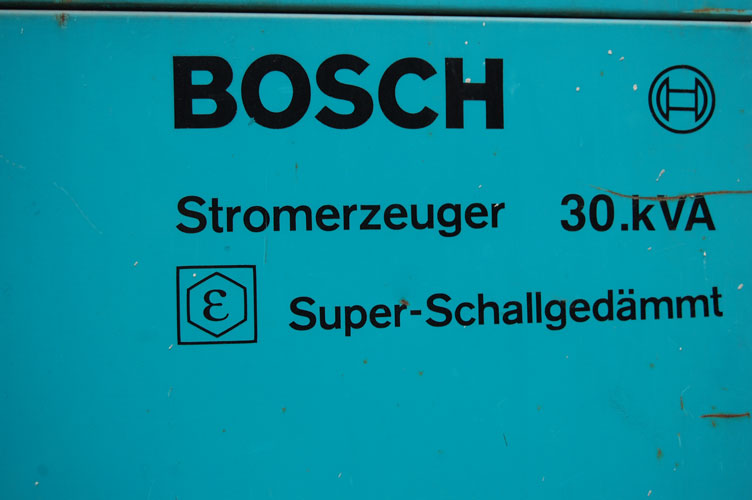 BOSCH
Stromerzeuger 30.kVA
ε Super-Schallgedämmt